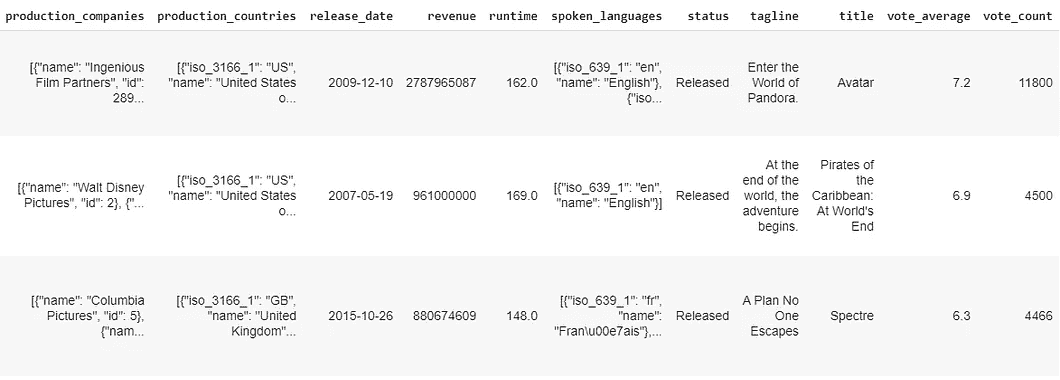 production_companies production_countries release_date revenue runtime spoken_languages status tagline title vote_average vote_count
[{"name": "Ingenious
Film Partners", "id":
289...
[{"iso_3166_1": "US",
"name": "United States
o...
2009-12-10
2787965087
162.0
[{"iso_639_1": "en",
"name": "English"},
{"iso...
Released
Enter the
World of
Pandora.
Avatar
7.2
11800
[{"name": "Walt Disney
Pictures", "id": 2}, {"...
[{"iso_3166_1": "US",
"name": "United States
o...
2007-05-19
961000000
169.0
[{"iso_639_1": "en",
"name": "English"}]
Released
At the
end of the
world, the
adventure
begins.
Pirates of
the
Caribbean:
At World's
End
6.9
4500
[{"name": "Columbia
Pictures", "id": 5},
{"nam...
[{"iso_3166_1": "GB",
"name": "United
Kingdom"...
2015-10-26
880674609
148.0
[{"iso_639_1": "fr",
"name":
"Fran\u00e7ais"},...
Released
A Plan No
One
Escapes
Spectre
6.3
4466